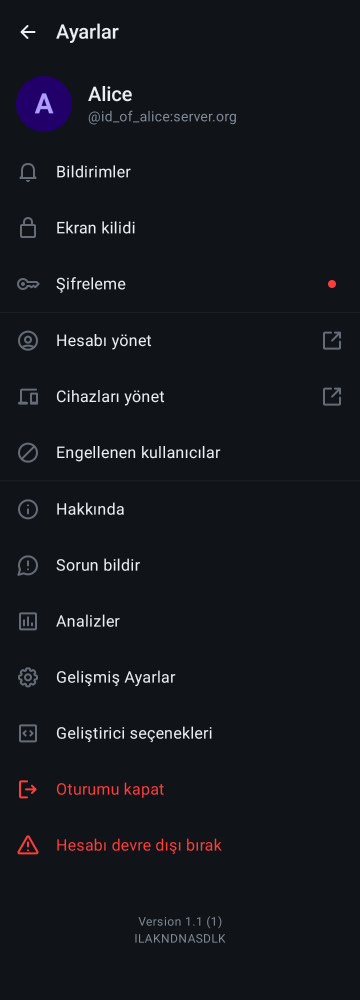 Ayarlar
A
Alice
@id_of_alice:server.org
Bildirimler
Ekran kilidi
Şifreleme
Hesabı yönet
Cihazları yönet
Engellenen kullanıcılar
Hakkında
Sorun bildir
Analizler
Gelişmiş Ayarlar
Geliştirici seçenekleri
Oturumu kapat
Hesabı devre dışı bırak
Version 1.1 (1)
ILAKNDNASDLK